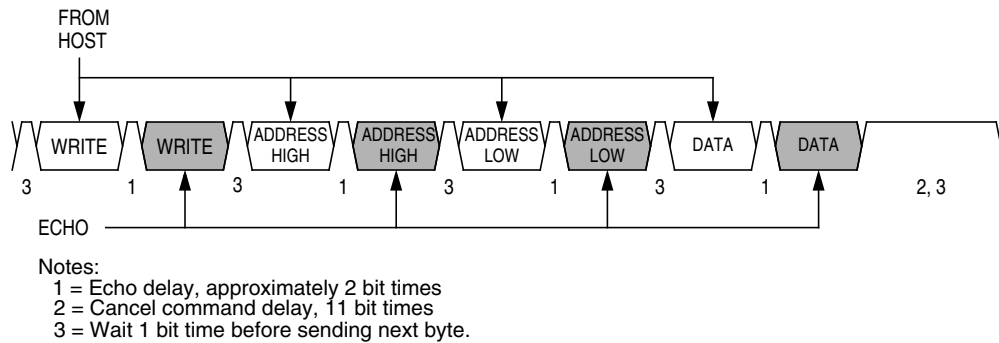 FROM
HOST
WRITE WRITE ADDRESS HIGH ADDRESS HIGH ADDRESS LOW ADDRESS LOW DATA DATA
3 1 3 1 3 1 3 1 2, 3
ECHO
Notes:
1 = Echo delay, approximately 2 bit times
2 = Cancel command delay, 11 bit times
3 = Wait 1 bit time before sending next byte.